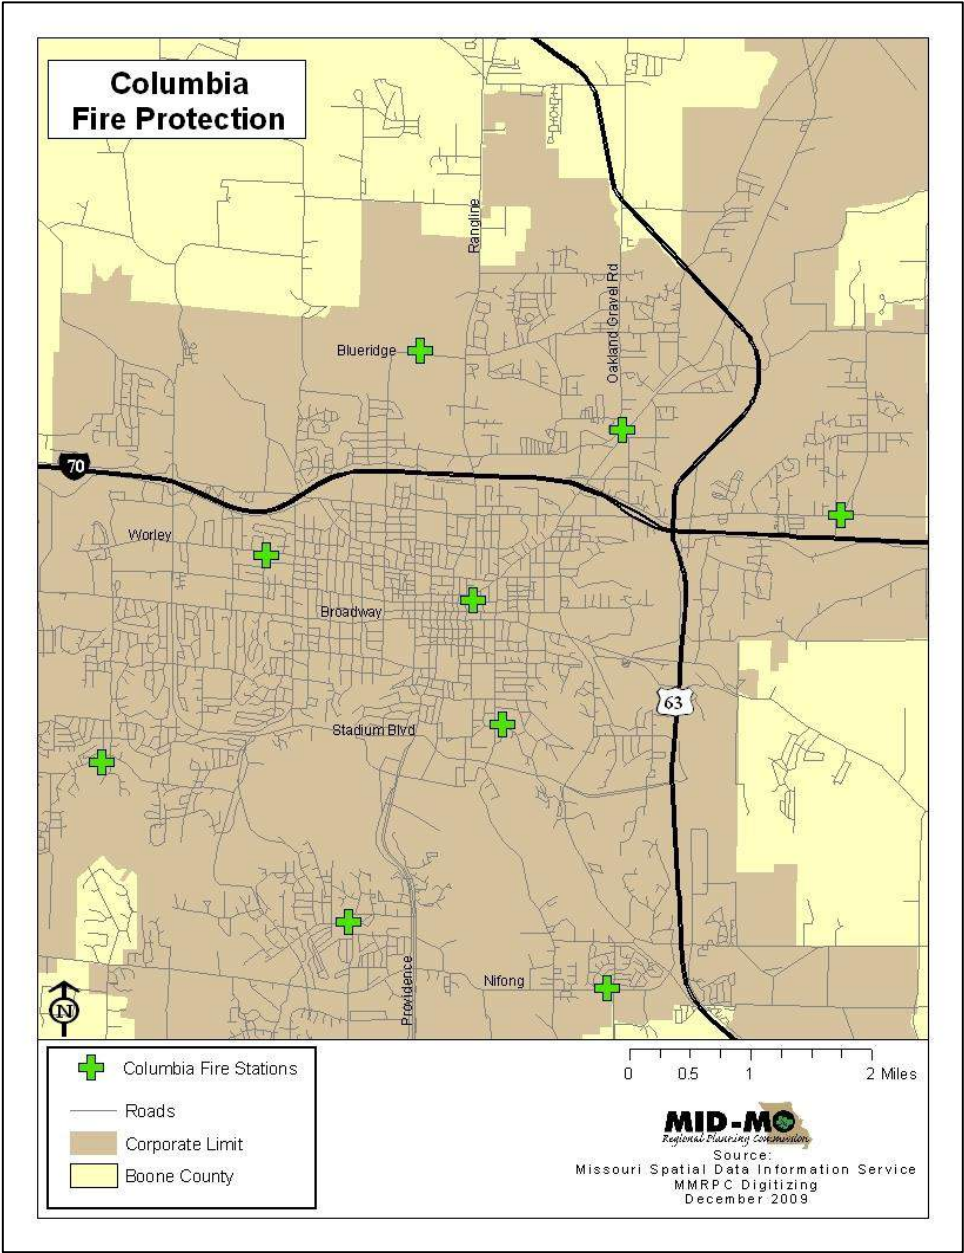 Columbia
Fire Protection
Rangline
Oakland Gravel Rd
Blueridge
70
Worley
Broadway
63
Stadium Blvd
Providence
Nifong
N
Columbia Fire Stations
Roads
Corporate Limit
Boone County
0 0.5 1 2 Miles
MID-MO
Regional Planning Commission
Source:
Missouri Spatial Data Information Service
MMRPC Digitizing
December 2009